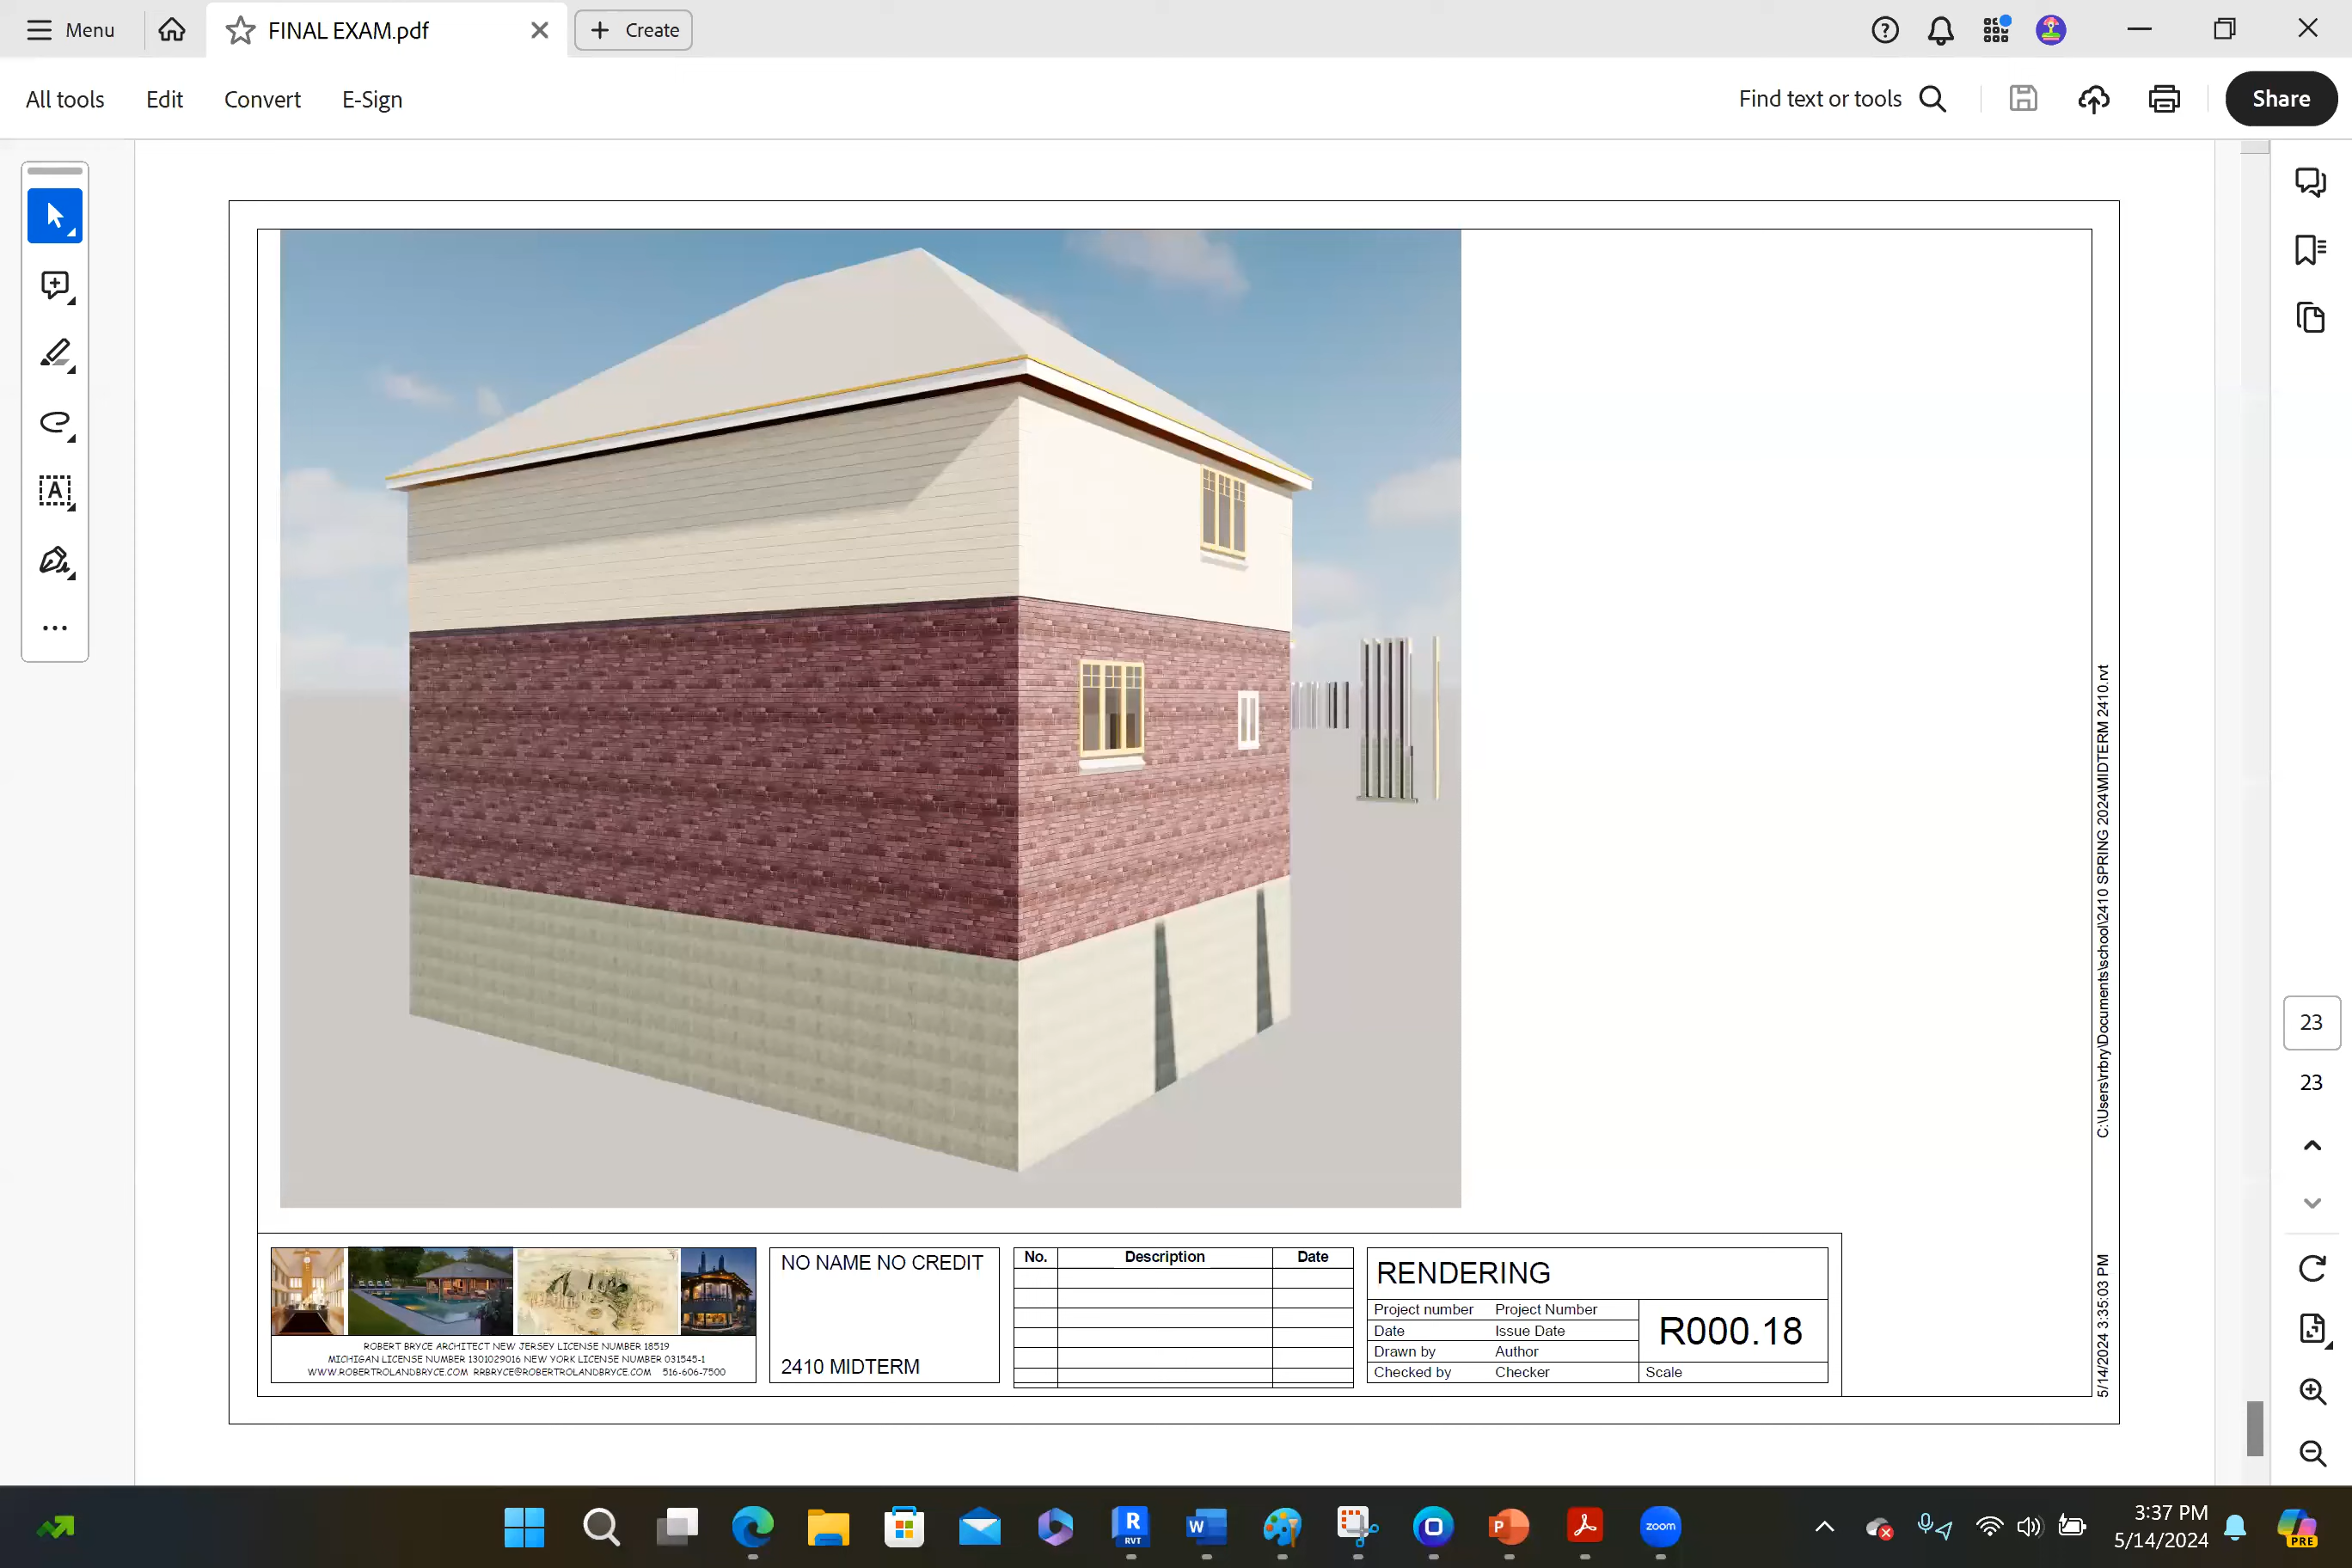 Menu
FINAL EXAM.pdf
Create
All tools
Edit
Convert
E-Sign
Find text or tools
Share
A
C:\Users\rrbry\Documents\school\2410 SPRING 2024\MIDTERM 2410.rvt
5/14/2024 3:35:03 PM
23
23
ROBERT BRYCE ARCHITECT NEW JERSEY LICENSE NUMBER 18519
MICHIGAN LICENSE NUMBER 1301029016 NEW YORK LICENSE NUMBER 031545-1
WWW.ROBERTROLANDBRYCE.COM RRBRYCE@ROBERTROLANDBRYCE.COM 516-606-7500
NO NAME NO CREDIT
2410 MIDTERM
No. Description Date
RENDERING
Project number Project Number
Date Issue Date
Drawn by Author
Checked by Checker
R000.18
Scale
R
RVT
W
P
zoom
3:37 PM
5/14/2024
PRE